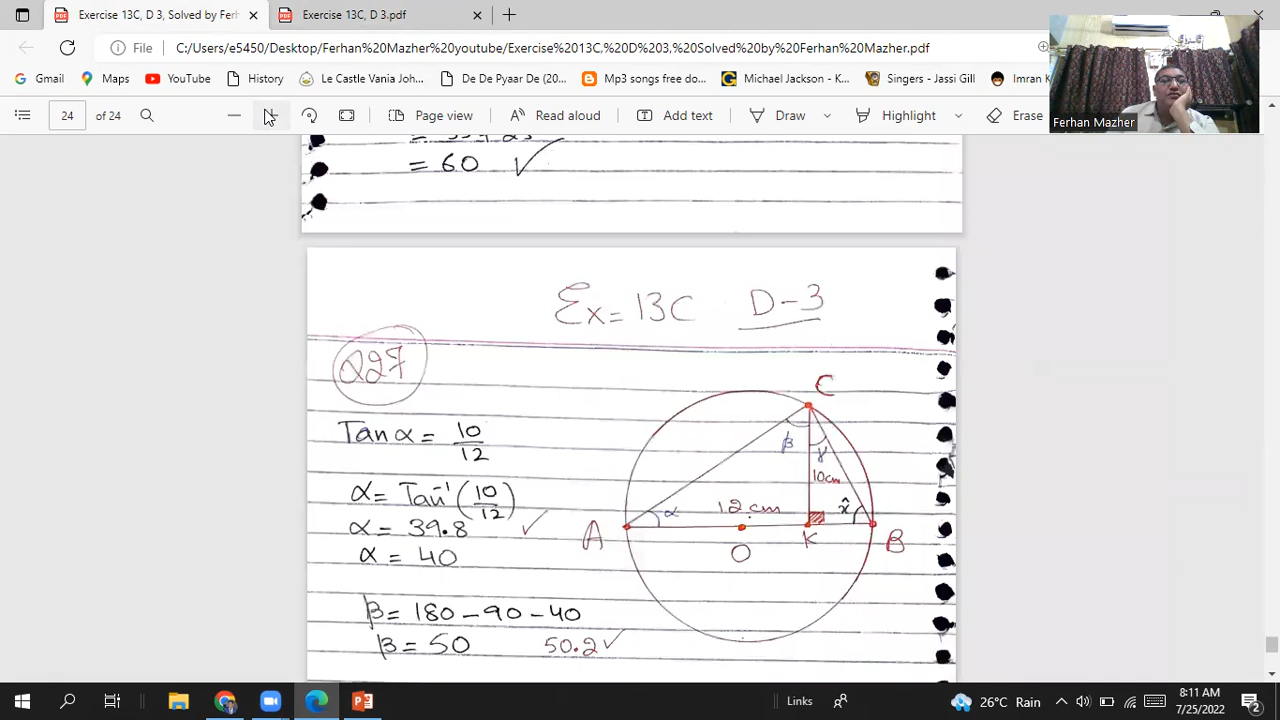 Exercise 13C, D 3, Solved by Ferh
Exercise 13C, D 3.pdf
File
C:/Users/e5450/Desktop/Ferhan%20Ma
Exercise%2013C,%20D%203,%20Solved%20by%20Ferhan%20Mazher.pdf
Gmail
Maps
YouTube
History
Le Castle Vania Joh...
De De Pyaar De (20...
Mp3 songs free do...
Michael Jackson - K...
Singers - Jassi Gill
Imran K
24
of 24
Page view
Read aloud
Add text
Draw
Highlight
Erase
Ferhan Mazher
= 60 ✓
Ex= 13C D-3
Q27
C
Tan α = 10/12
β
γ
10cm
α = Tan⁻¹ (10/12)
12 cm
α
x̂
α = 39.8 ✓
A
O
K
B
α = 40
β = 180 - 90 - 40
β = 50 50.2 ✓
Links
26°C Rain
8:11 AM
7/25/2022
2